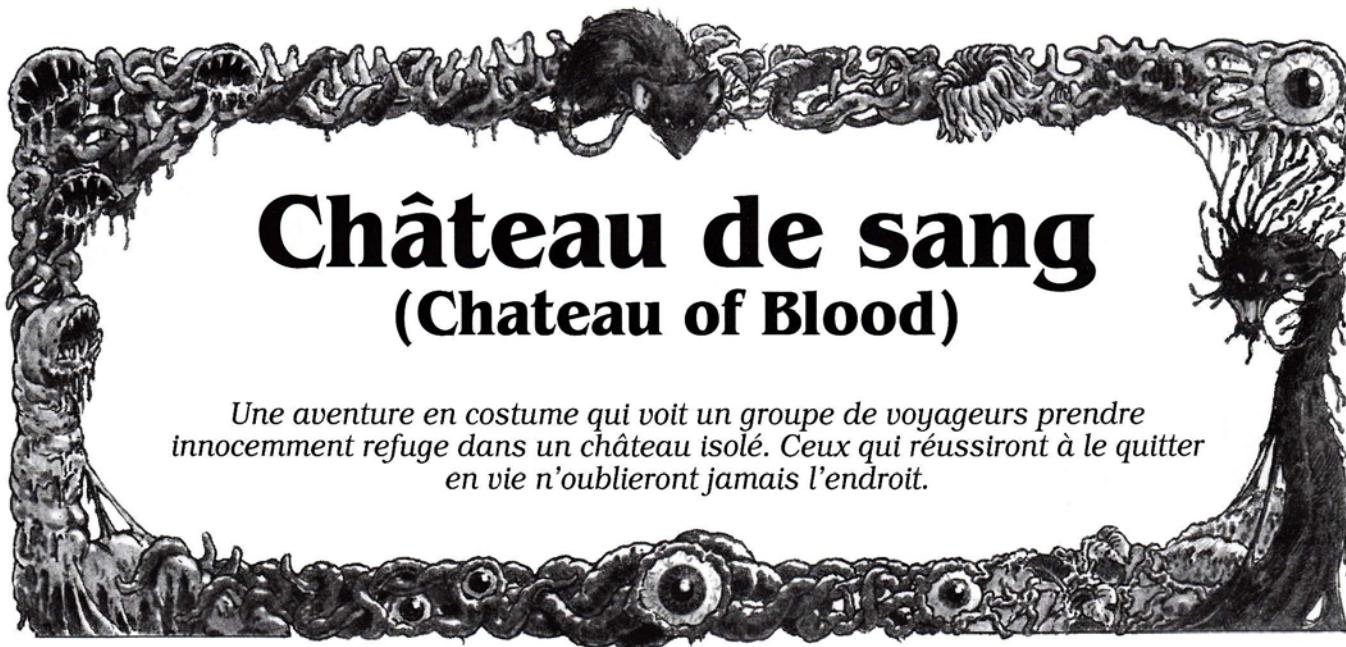 Château de sang
(Chateau of Blood)
Une aventure en costume qui voit un groupe de voyageurs prendre
innocemment refuge dans un château isolé. Ceux qui réussiront à le quitter
en vie n'oublieront jamais l'endroit.